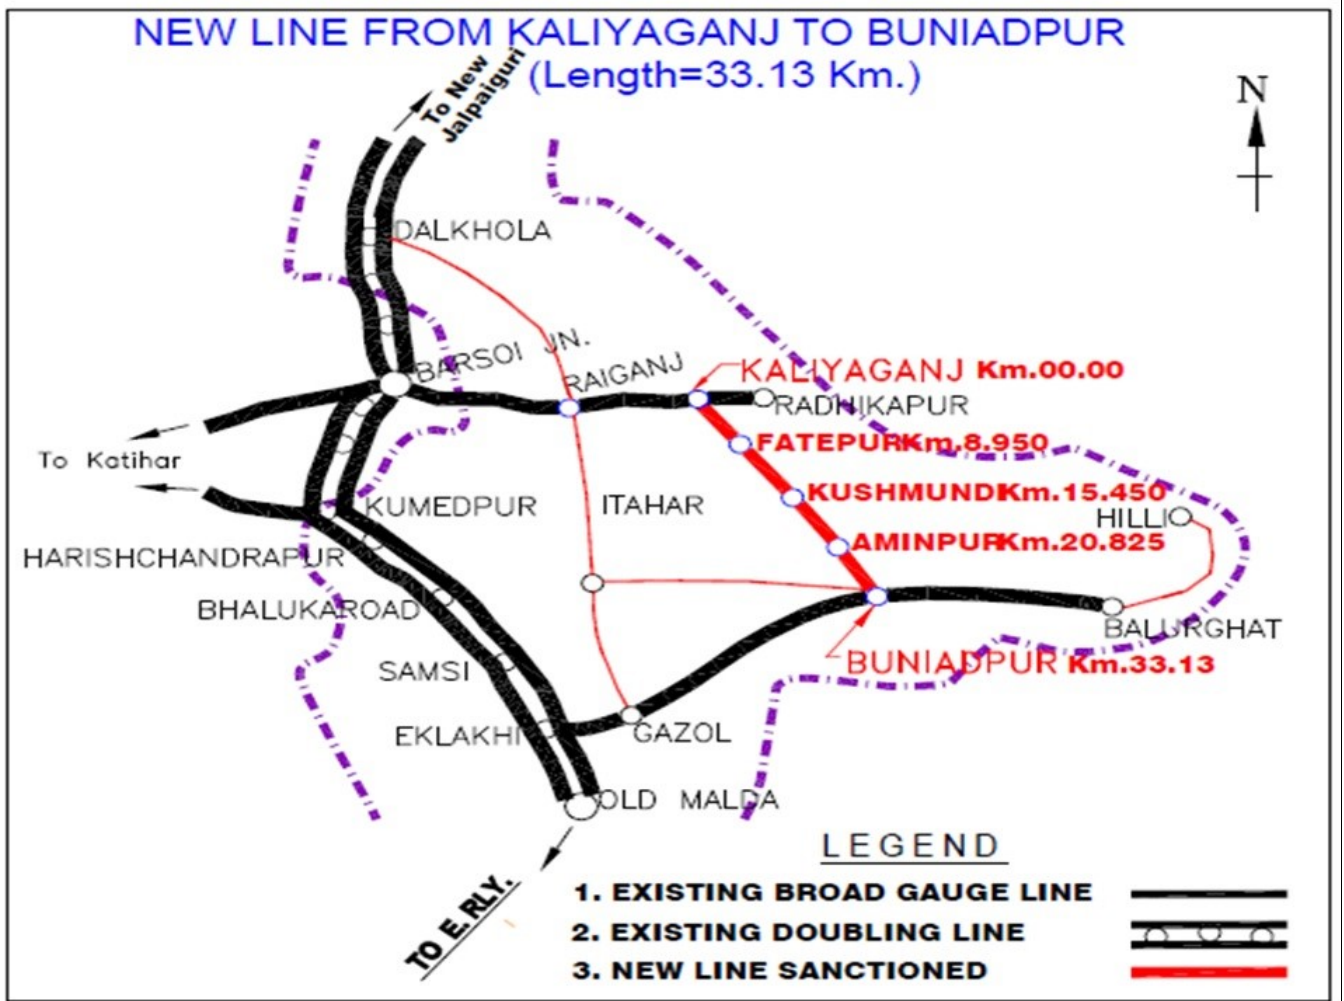 NEW LINE FROM KALIYAGANJ TO BUNIADPUR
(Length=33.13 Km.)
To New
Jalpaiguri
N
DALKHOLA
BARSOI JN.
RAIGANJ
KALIYAGANJ Km.00.00
RADHIKAPUR
To Katihar
FATEPUR Km.8.950
KUSHMUNDI Km.15.450
KUMEDPUR
ITAHAR
HILLI
HARISHCHANDRAPUR
AMINPUR Km.20.825
BHALUKAROAD
BALURGHAT
SAMSI
BUNIADPUR Km.33.13
EKLAKHI
GAZOL
OLD MALDA
TO E. RLY.
LEGEND
1. EXISTING BROAD GAUGE LINE
2. EXISTING DOUBLING LINE
3. NEW LINE SANCTIONED